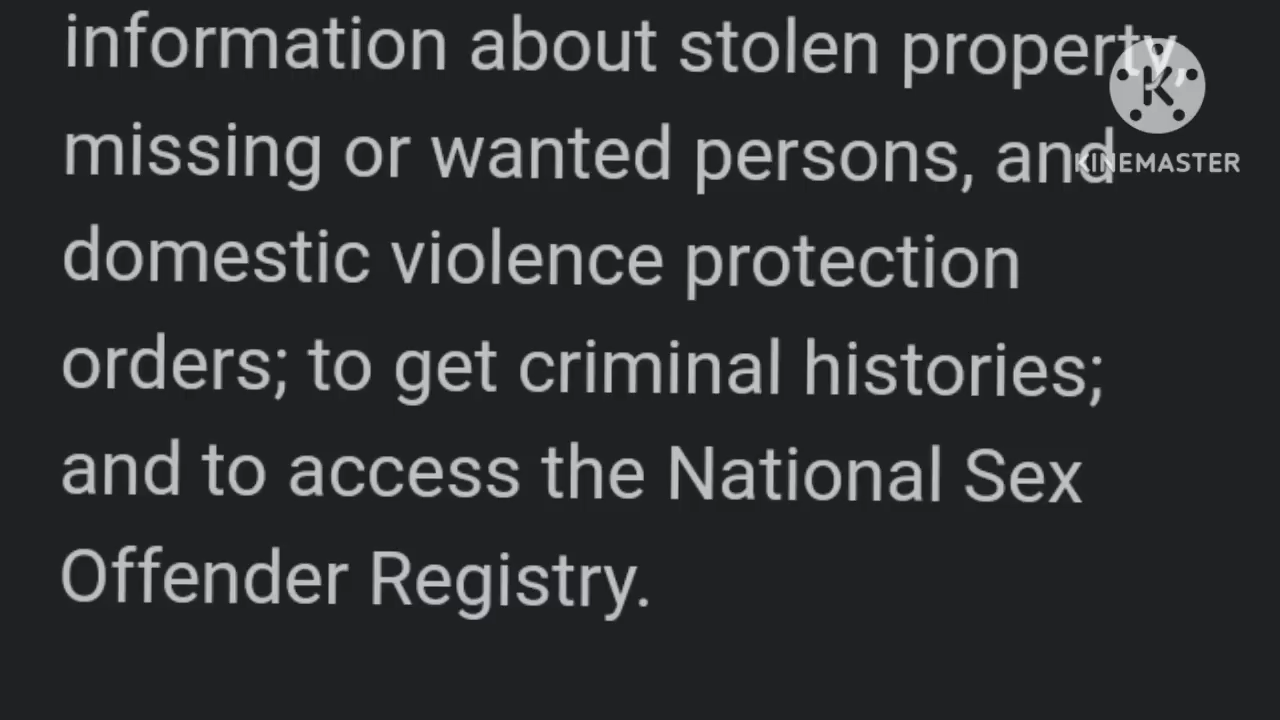 information about stolen property,
missing or wanted persons, and
domestic violence protection
orders; to get criminal histories;
and to access the National Sex
Offender Registry.
K
KINEMASTER